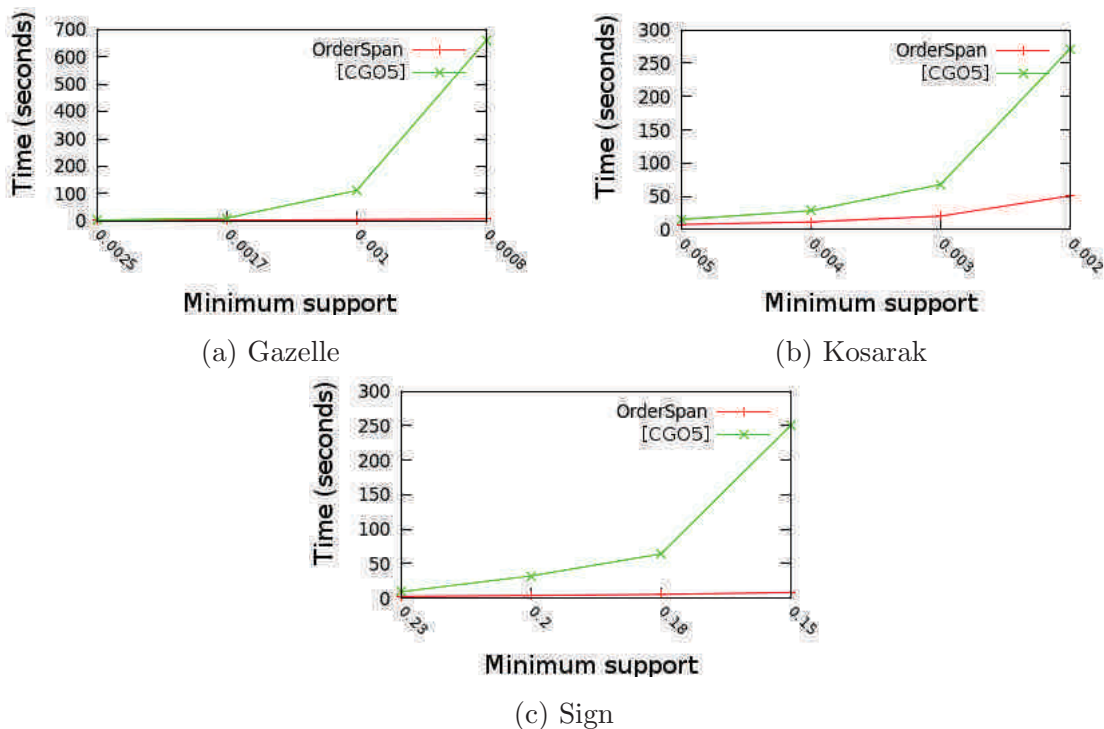 700
600
500
400
300
200
100
0
Time (seconds)
OrderSpan
[CGO5]
0.0025
0.0017
0.001
0.0008
Minimum support
(a) Gazelle
300
250
200
150
100
50
0
Time (seconds)
OrderSpan
[CGO5]
0.005
0.004
0.003
0.002
Minimum support
(b) Kosarak
300
250
200
150
100
50
0
Time (seconds)
OrderSpan
[CGO5]
0.23
0.2
0.18
0.15
Minimum support
(c) Sign